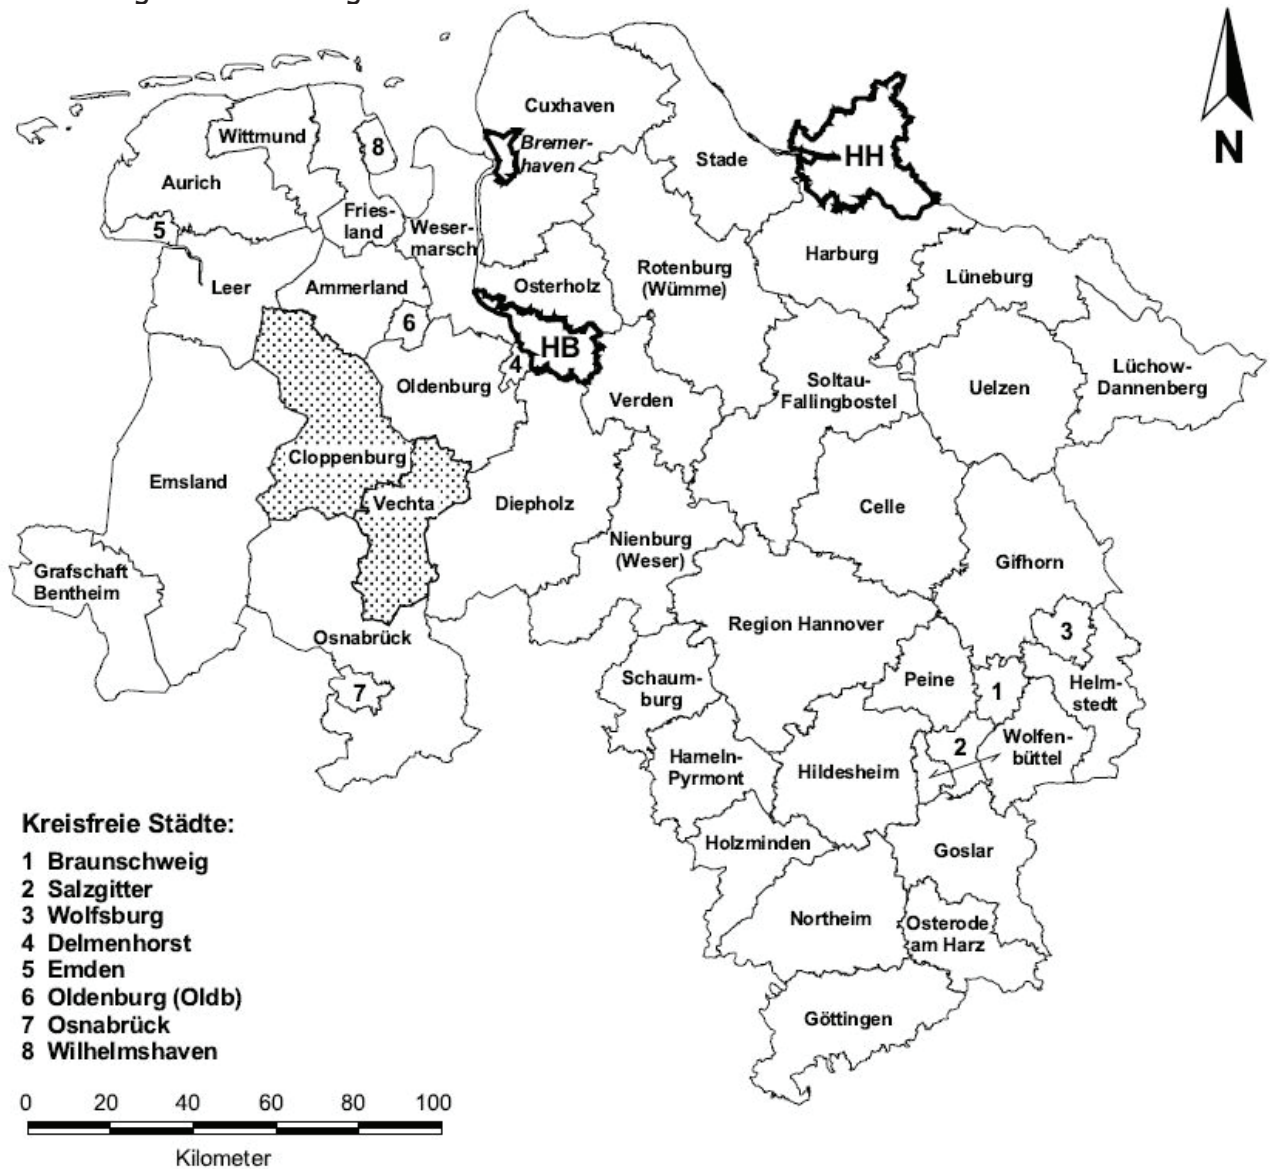 Cuxhaven
Bremer-
haven
Wittmund
8
Stade
HH
N
Aurich
Fries-
land
5
Weser-
marsch
Harburg
Rotenburg
(Wümme)
Lüneburg
Leer
Ammerland
Osterholz
6
HB
4
Oldenburg
Verden
Soltau-
Fallingbostel
Uelzen
Lüchow-
Dannenberg
Cloppenburg
Emsland
Vechta
Diepholz
Celle
Nienburg
(Weser)
Gifhorn
Grafschaft
Bentheim
Region Hannover
3
Osnabrück
7
Schaum-
burg
Peine
1
Helm-
stedt
2
Wolfen-
büttel
Hameln-
Pyrmont
Hildesheim
Holzminden
Goslar
Northeim
Osterode
am Harz
Göttingen
Kreisfreie Städte:
1 Braunschweig
2 Salzgitter
3 Wolfsburg
4 Delmenhorst
5 Emden
6 Oldenburg (Oldb)
7 Osnabrück
8 Wilhelmshaven
0 20 40 60 80 100
Kilometer